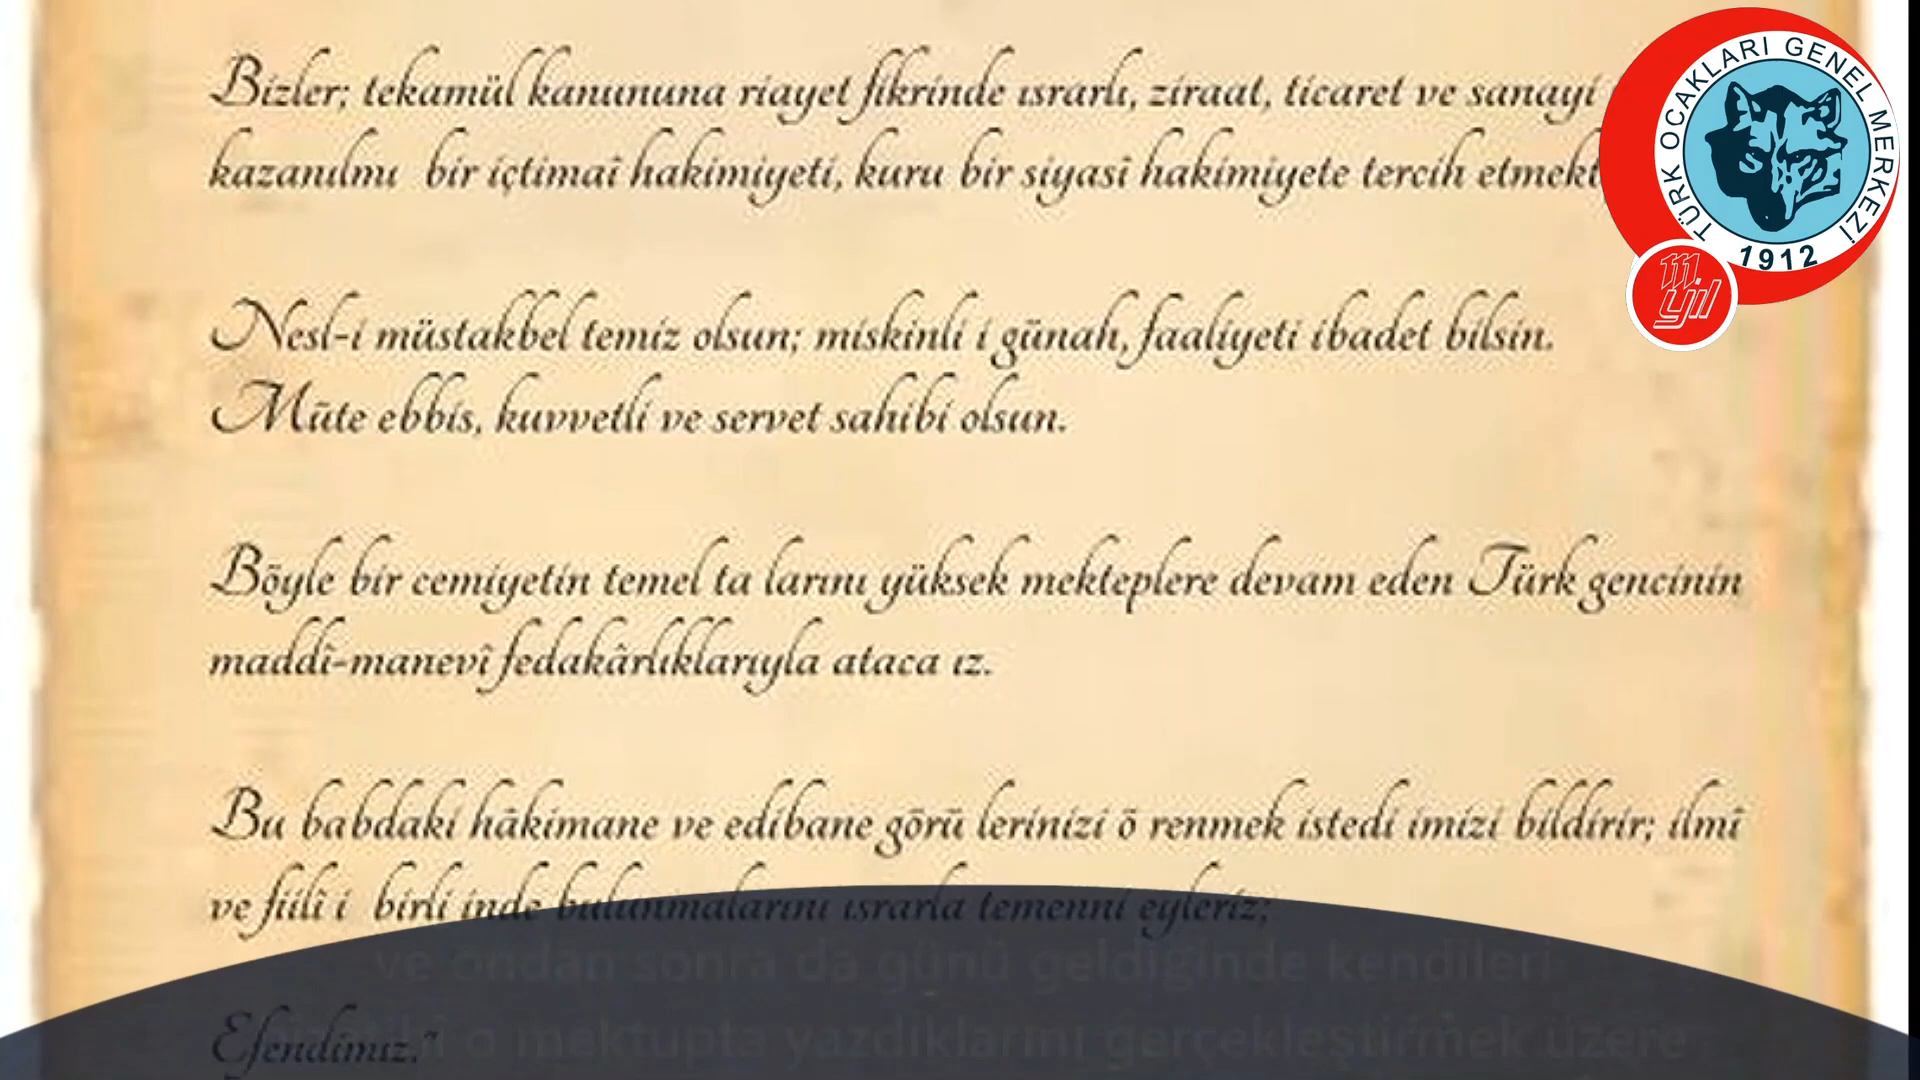 Bizler; tekamül kanununa riayet fikrinde ısrarlı, ziraat, ticaret ve sanayi
kazanılmı bir içtimaî hakimiyeti, kuru bir siyasî hakimiyete tercih etmekt
Nesl-i müstakbel temiz olsun; miskinli i günah, faaliyeti ibadet bilsin.
Müte ebbis, kuvvetli ve servet sahibi olsun.
Böyle bir cemiyetin temel ta larını yüksek mekteplere devam eden Türk gencinin
maddî-manevî fedakârlıklarıyla ataca ız.
Bu babdaki hâkimane ve edibane görü lerinizi ö renmek istedi imizi bildirir; ilmî
ve fiilî i birli inde bulunmalarını ısrarla temenni eyleriz;
ve ondan sonra da günü geldiğinde kendileri
Efendimiz."
o mektupta yazdıklarını gerçekleştirmek üzere
TÜRK OCAKLARI GENEL MERKEZİ
1912
111.
yıl